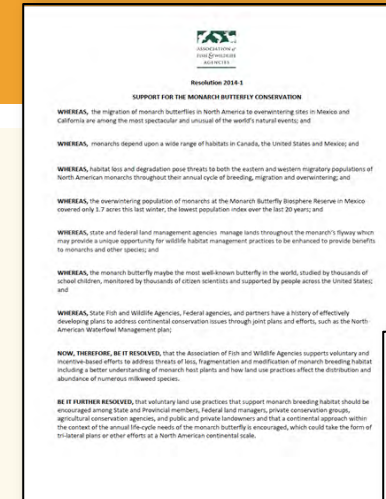 ASSOCIATION of
FISH & WILDLIFE
AGENCIES
Resolution 2014-1
SUPPORT FOR THE MONARCH BUTTERFLY CONSERVATION
WHEREAS, the migration of monarch butterflies in North America to overwintering sites in Mexico and
California are among the most spectacular and unusual of the world's natural events; and
WHEREAS, monarchs depend upon a wide range of habitats in Canada, the United States and Mexico; and
WHEREAS, habitat loss and degradation pose threats to both the eastern and western migratory populations of
North American monarchs throughout their annual cycle of breeding, migration and overwintering; and
WHEREAS, the overwintering population of monarchs at the Monarch Butterfly Biosphere Reserve in Mexico
covered only 1.7 acres this last winter, the lowest population index over the last 20 years; and
WHEREAS, state and federal land management agencies manage lands throughout the monarch's flyway which
may provide a unique opportunity for wildlife habitat management practices to be enhanced to provide benefits
to monarchs and other species; and
WHEREAS, the monarch butterfly maybe the most well-known butterfly in the world, studied by thousands of
school children, monitored by thousands of citizen scientists and supported by people across the United States;
and
WHEREAS, State Fish and Wildlife Agencies, Federal agencies, and partners have a history of effectively
developing plans to address continental conservation issues through joint plans and efforts, such as the North
American Waterfowl Management plan;
NOW, THEREFORE, BE IT RESOLVED, that the Association of Fish and Wildlife Agencies supports voluntary and
incentive-based efforts to address threats of loss, fragmentation and modification of monarch breeding habitat
including a better understanding of monarch host plants and how land use practices affect the distribution and
abundance of numerous milkweed species.
BE IT FURTHER RESOLVED, that voluntary land use practices that support monarch breeding habitat should be
encouraged among State and Provincial members, Federal land managers, private conservation groups,
agricultural conservation agencies, and public and private landowners and that a continental approach within
the context of the annual life-cycle needs of the monarch butterfly is encouraged, which could take the form of
tri-lateral plans or other efforts at a North American continental scale.